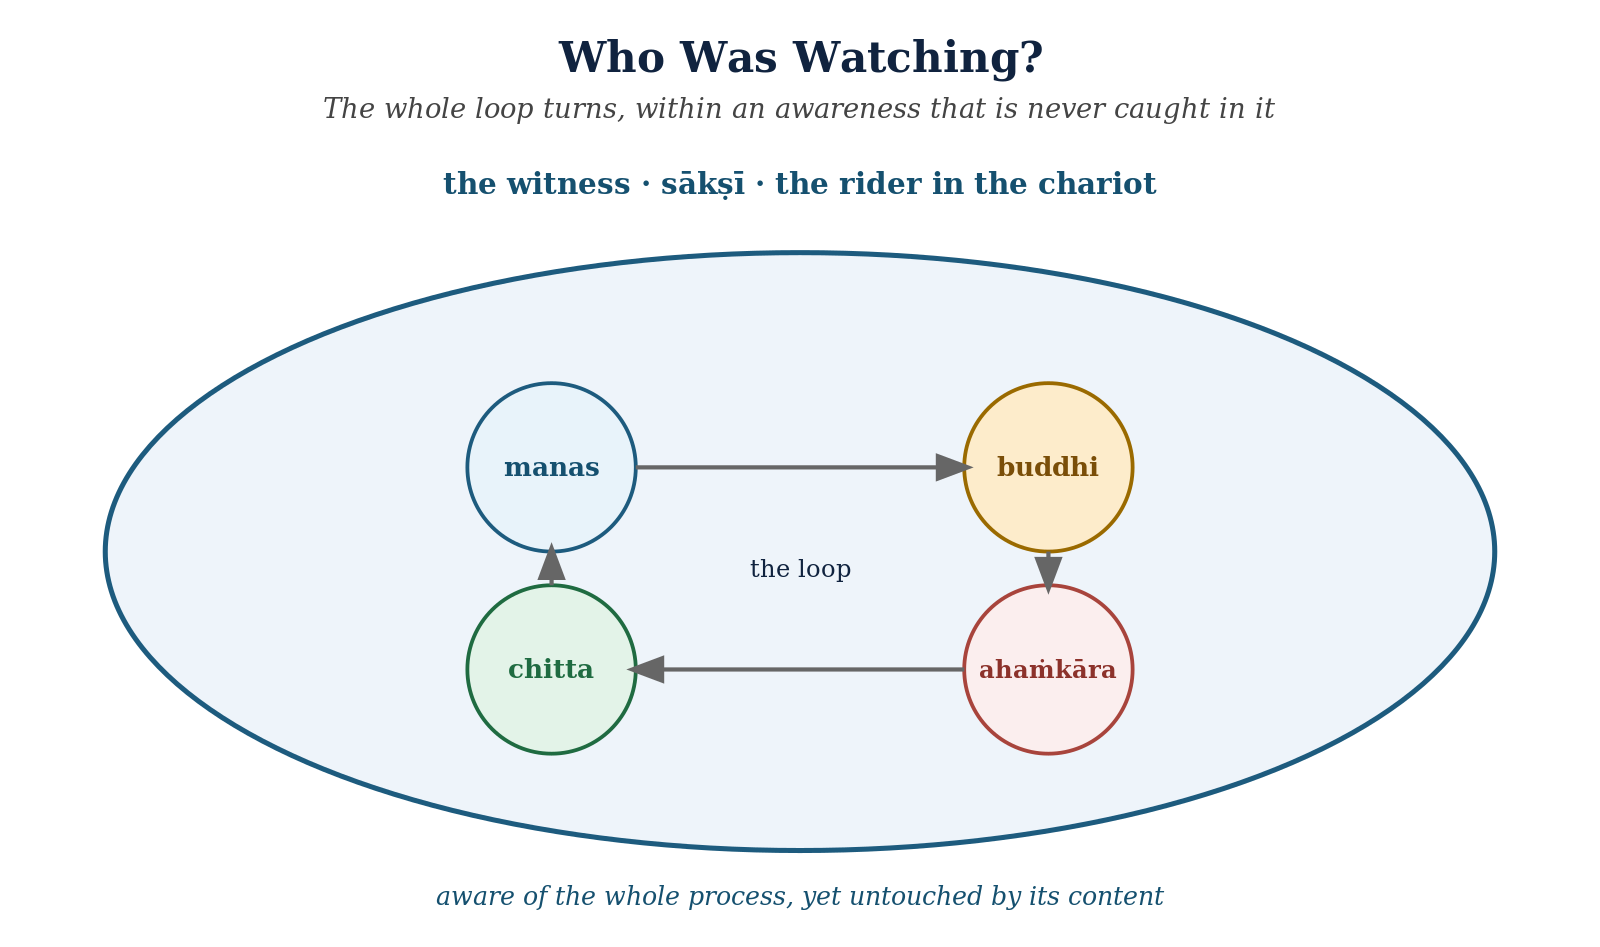 Who Was Watching?
The whole loop turns, within an awareness that is never caught in it
the witness · sākṣī · the rider in the chariot
manas
buddhi
the loop
chitta
ahaṁkāra
aware of the whole process, yet untouched by its content